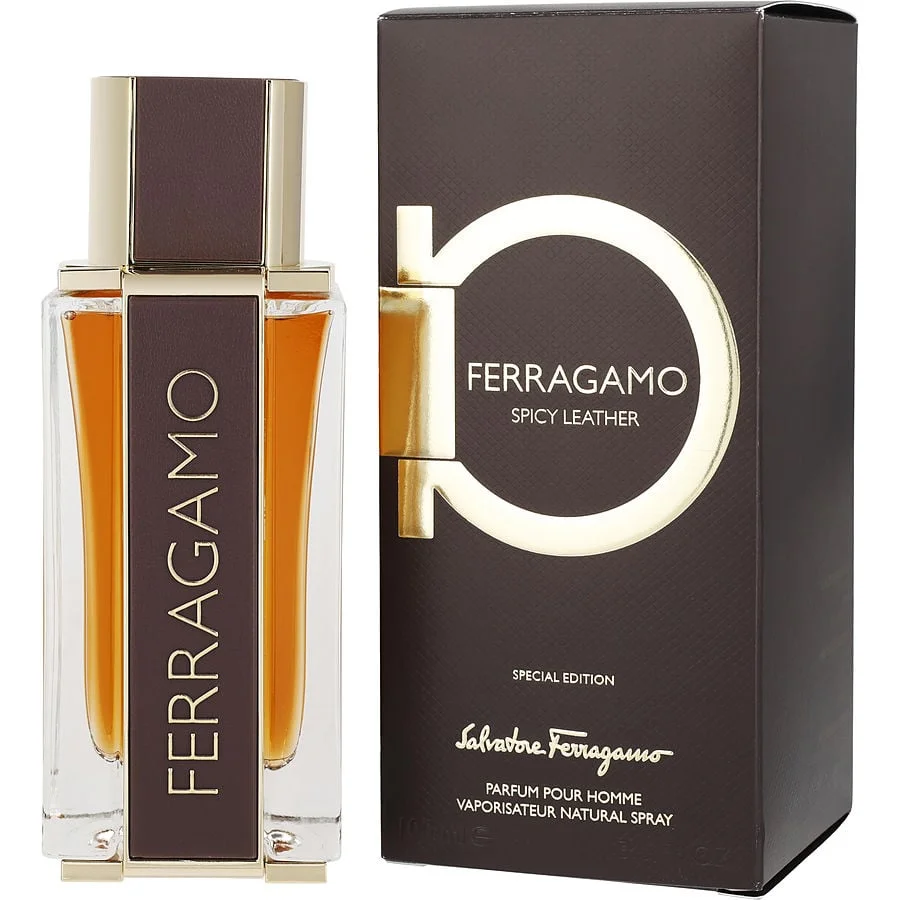 FERRAGAMO
FERRAGAMO
SPICY LEATHER
SPECIAL EDITION
Salvatore Ferragamo
PARFUM POUR HOMME
VAPORISATEUR NATURAL SPRAY